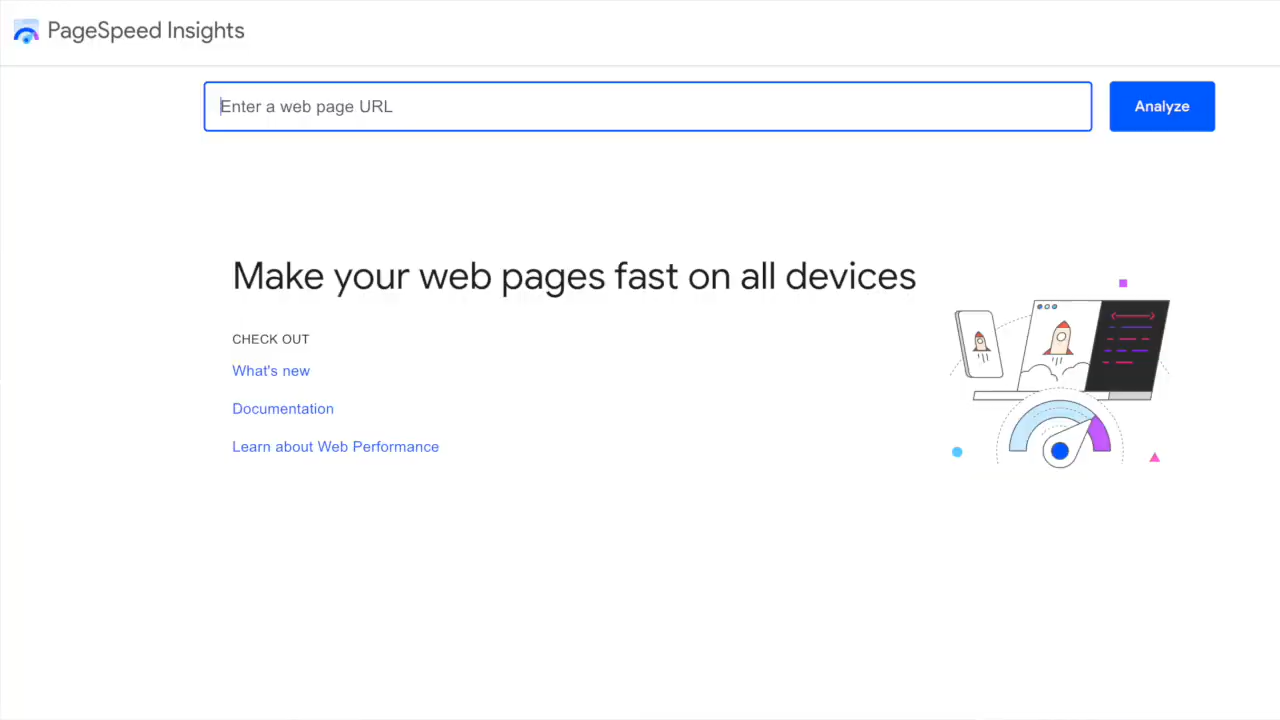 PageSpeed Insights
Enter a web page URL
Analyze
Make your web pages fast on all devices
CHECK OUT
What's new
Documentation
Learn about Web Performance